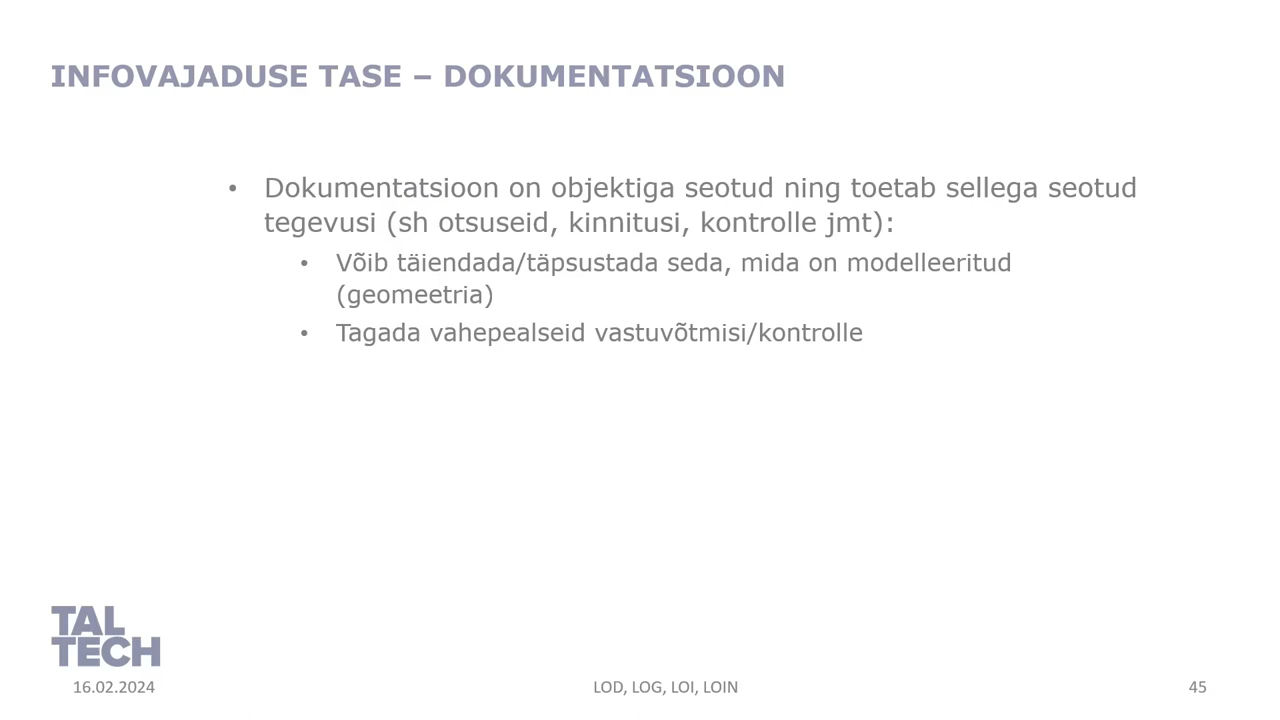 INFOVAJADUSE TASE – DOKUMENTATSIOON
• Dokumentatsioon on objektiga seotud ning toetab sellega seotud
tegevusi (sh otsuseid, kinnitusi, kontrolle jmt):
• Võib täiendada/täpsustada seda, mida on modelleeritud
(geomeetria)
• Tagada vahepealseid vastuvõtmisi/kontrolle
TAL
TECH
16.02.2024
LOD, LOG, LOI, LOIN
45